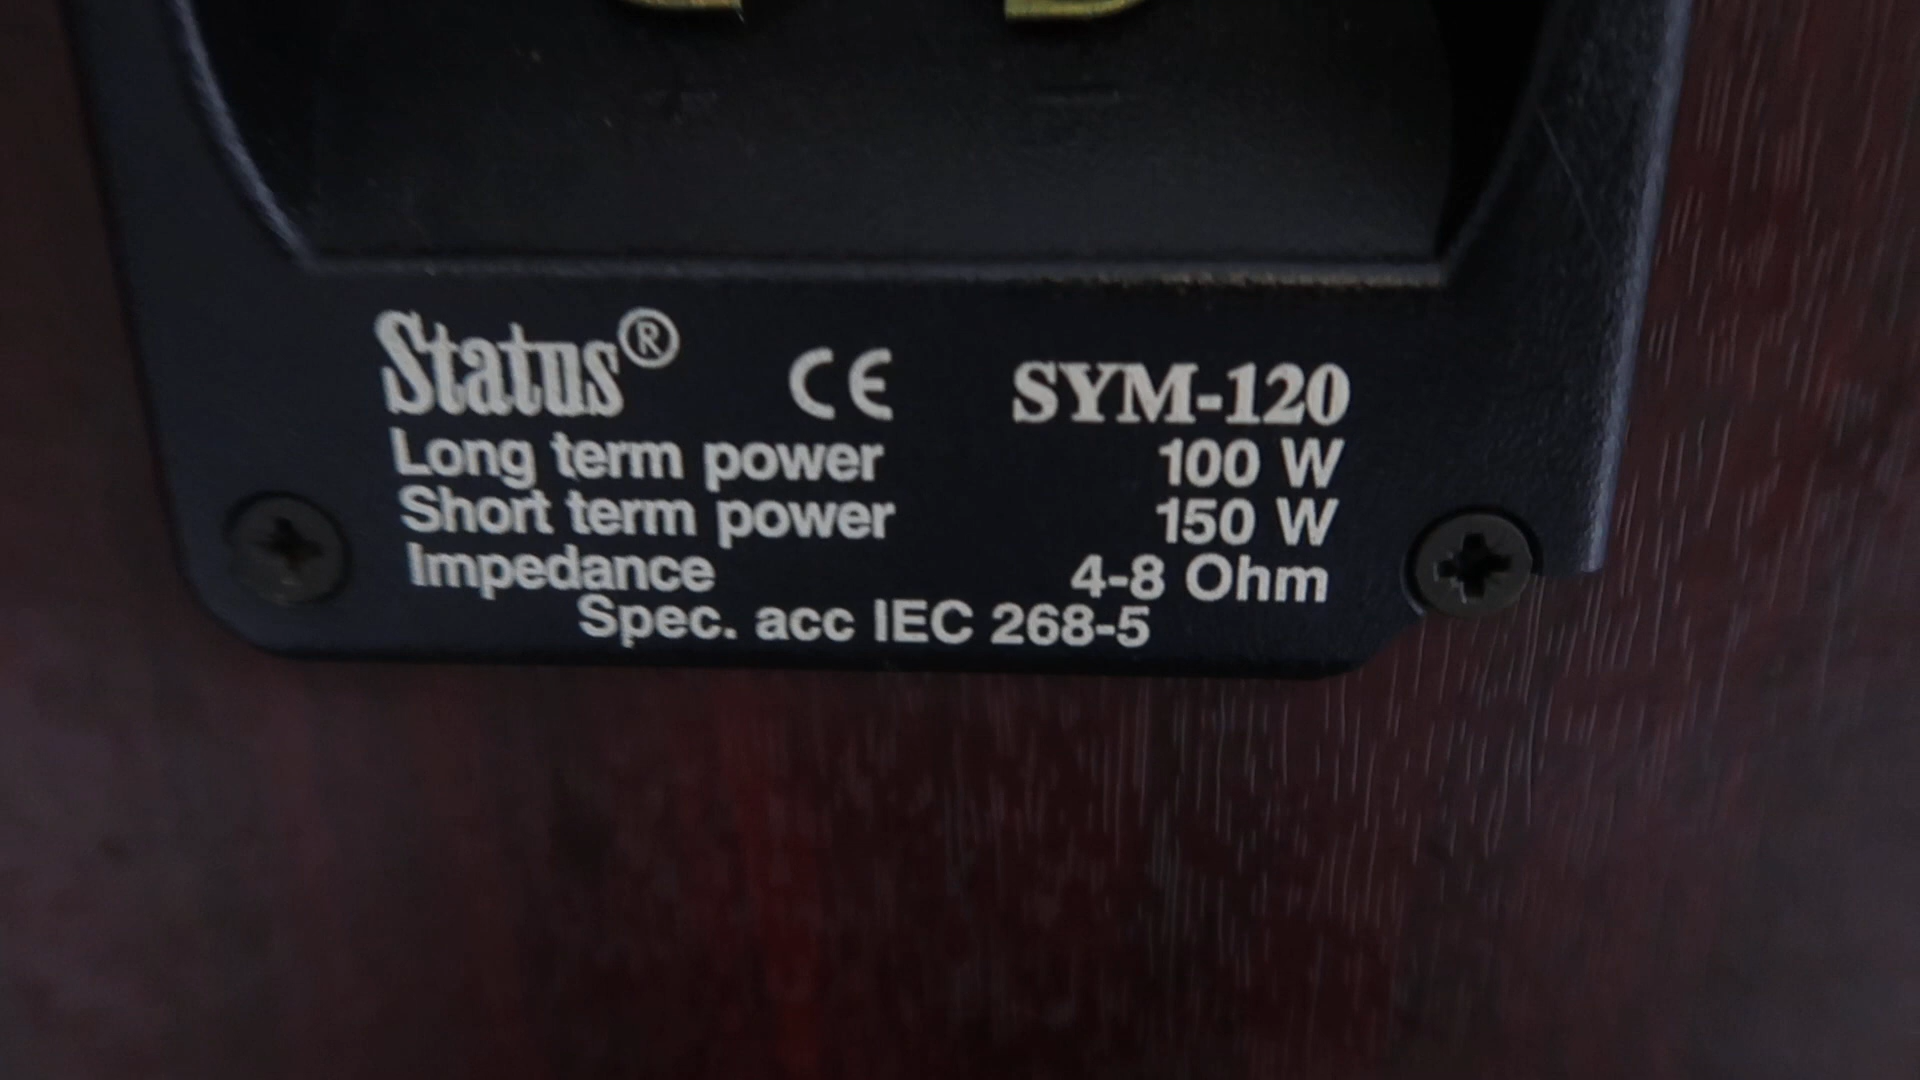 Status® CE SYM-120
Long term power 100 W
Short term power 150 W
Impedance 4-8 Ohm
Spec. acc IEC 268-5